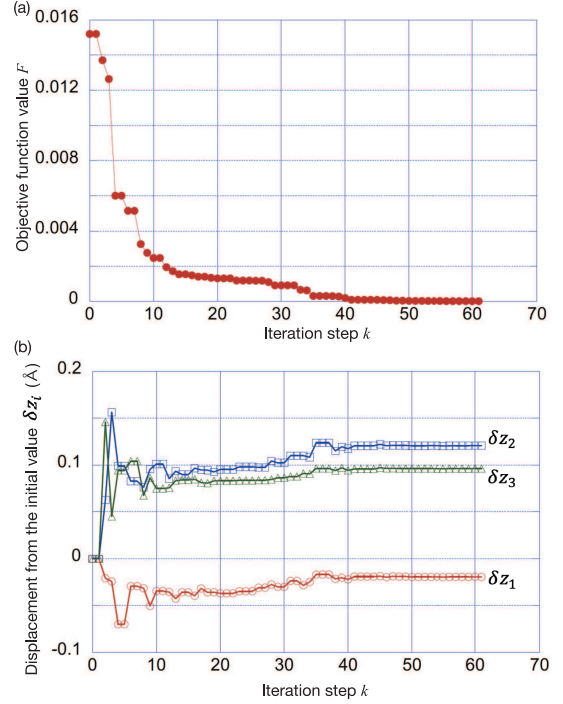 (a)
0.016
0.012
0.008
0.004
0
Objective function value F
0 10 20 30 40 50 60 70
Iteration step k
(b)
0.2
0.1
0
-0.1
Displacement from the initial value δz_i (Å)
δz₂
δz₃
δz₁
0 10 20 30 40 50 60 70
Iteration step k